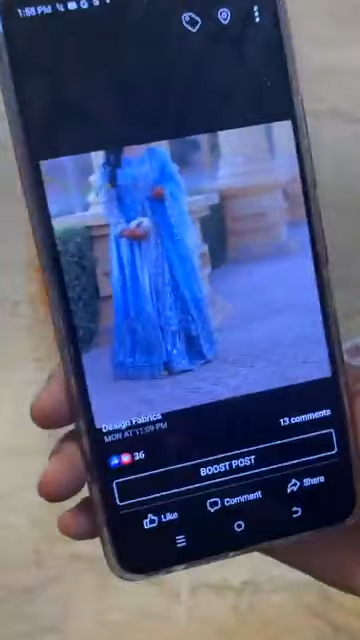 1:58 PM
Design Fabrics
MON AT 11:09 PM
36
13 comments
BOOST POST
Like
Comment
Share